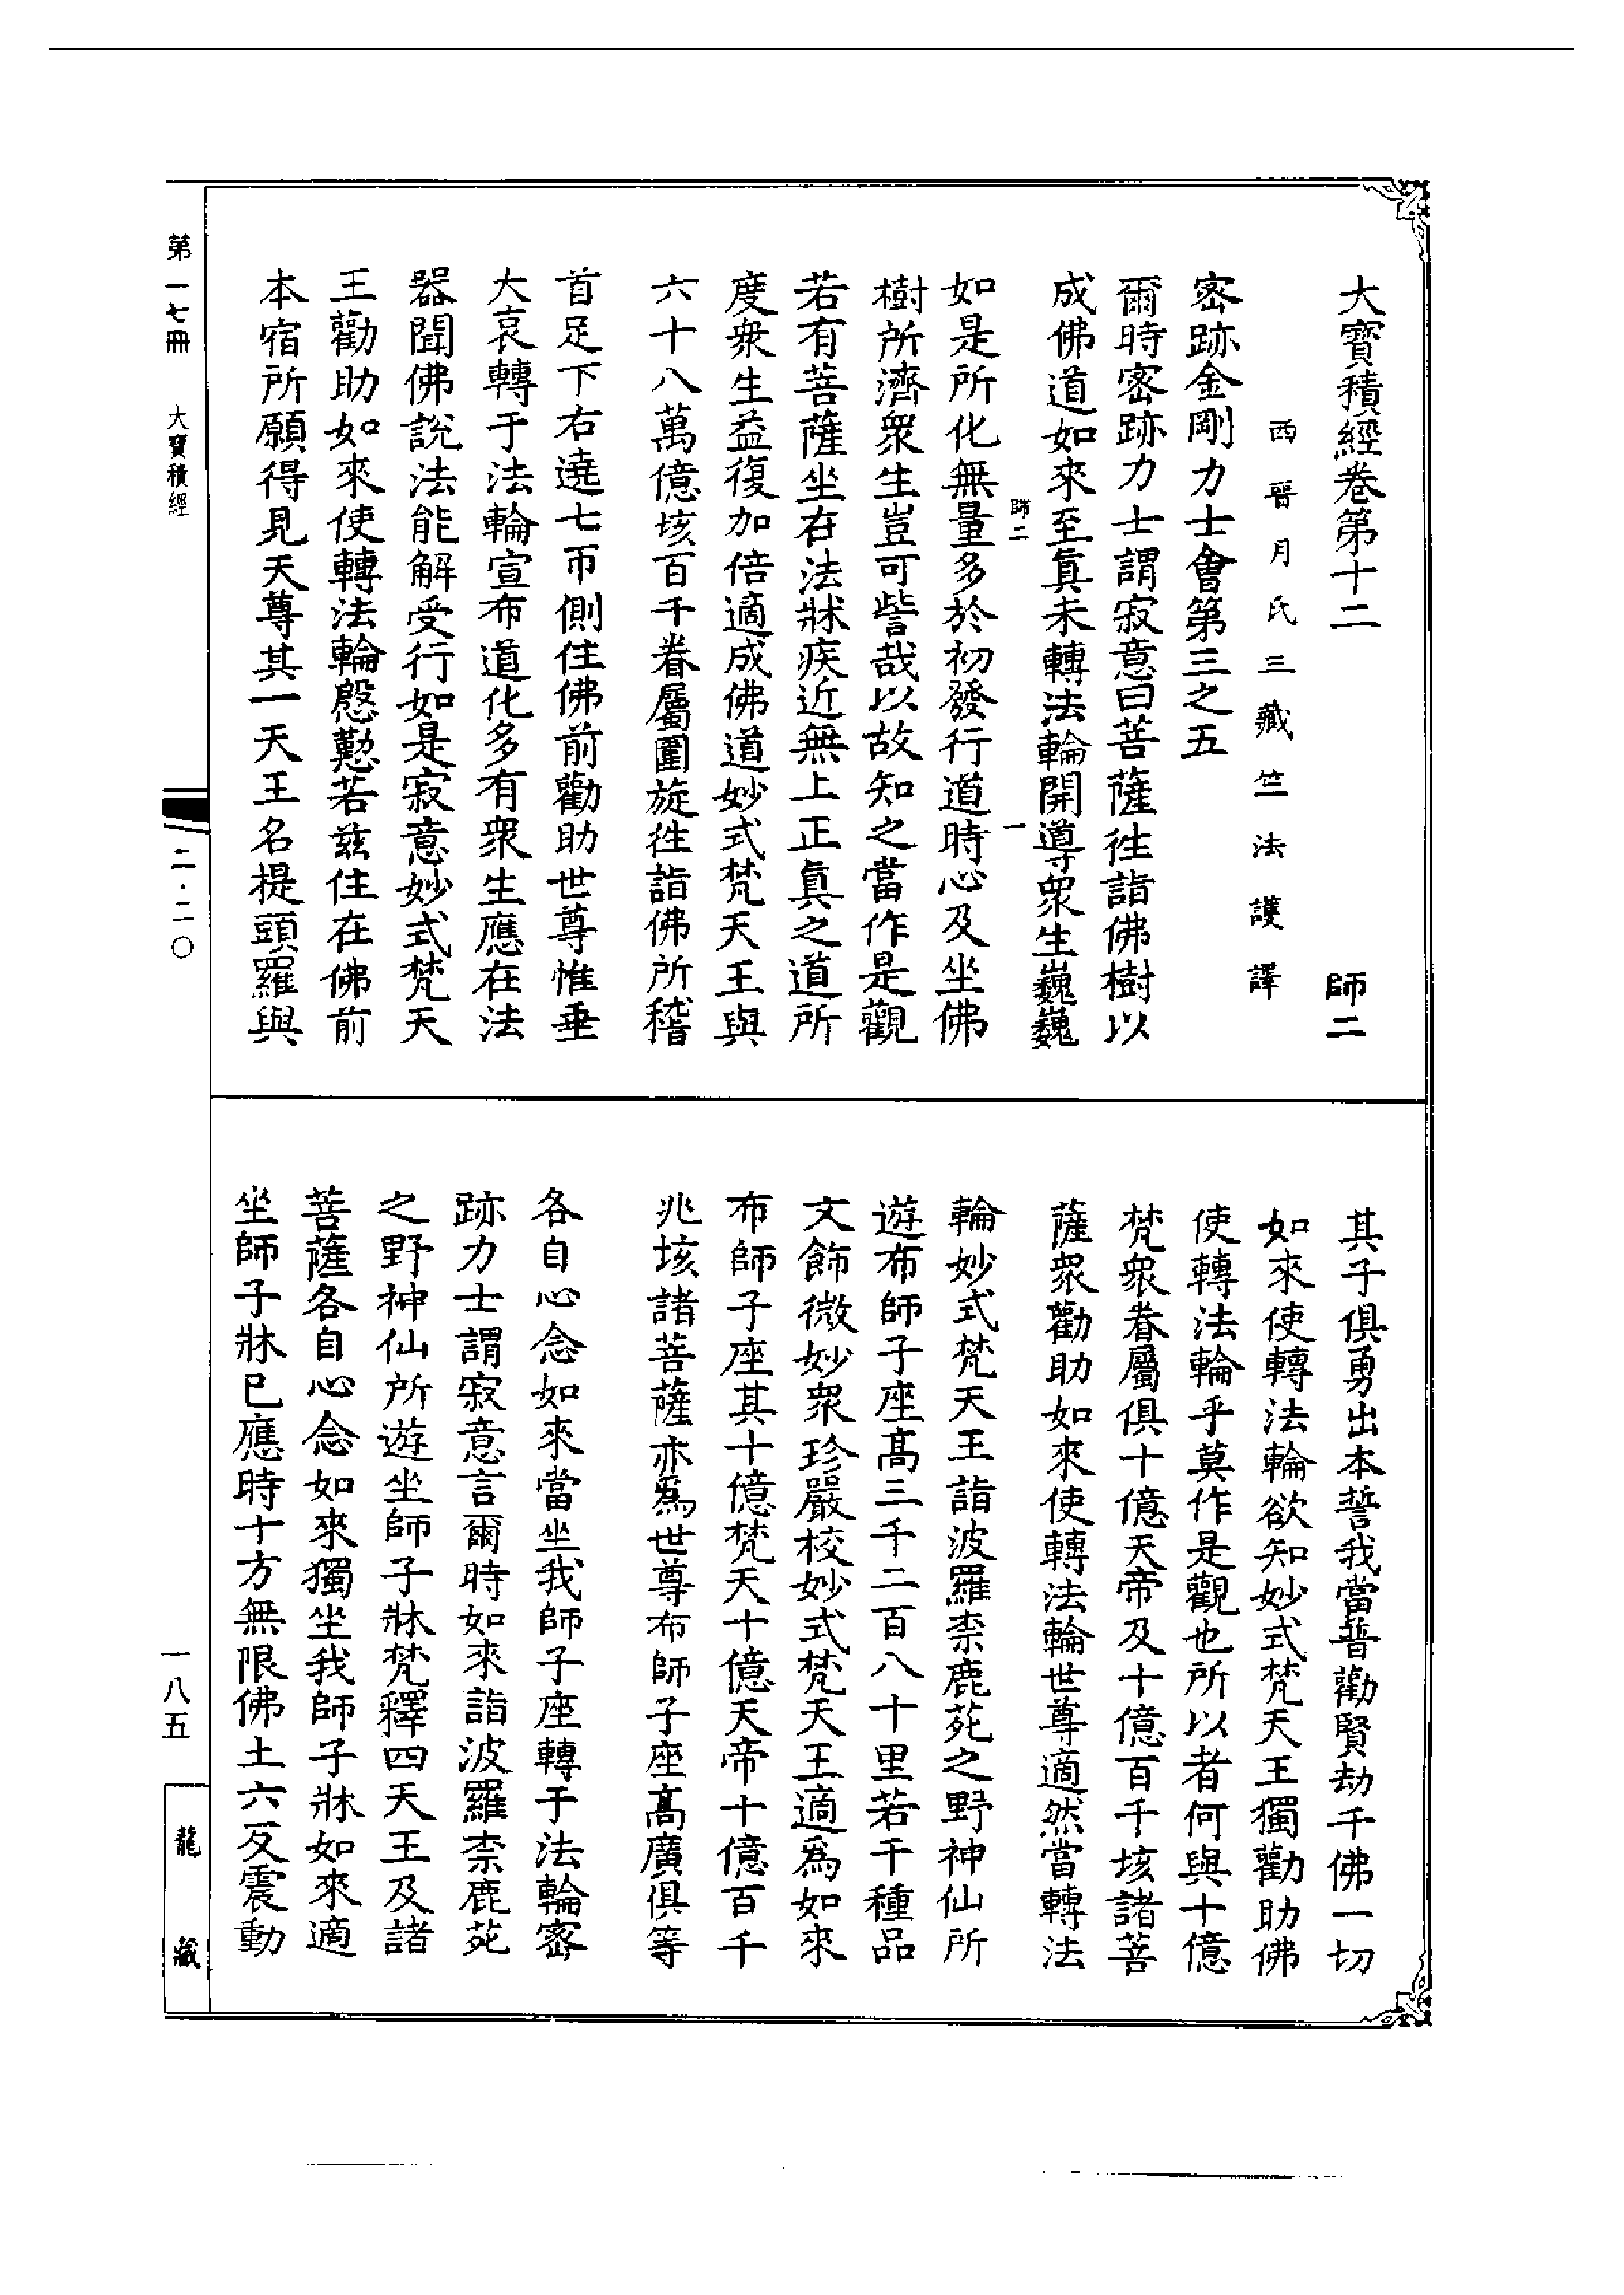 大寶積經卷第十二 師二
西晉月氏三藏竺法護譯
密跡金剛力士會第三之五
爾時密跡力士謂寂意曰菩薩往詣佛樹以
成佛道如來至真未轉法輪開導眾生巍巍
師二 一
如是所化無量多於初發行道時心及坐佛
樹所濟眾生豈可訾哉以故知之當作是觀
若有菩薩坐在法牀疾近無上正真之道所
度眾生益復加倍適成佛道妙式梵天王與
六十八萬億垓百千眷屬圍旋往詣佛所稽
首足下右遶七帀側住佛前勸助世尊惟垂
大哀轉于法輪宣布道化多有眾生應在法
器聞佛說法能解受行如是寂意妙式梵天
王勸助如來使轉法輪慇懃若茲住在佛前
本宿所願得見天尊其一天王名提頭羅與
其子俱勇出本誓我當普勸賢劫千佛一切
如來使轉法輪欲知妙式梵天王獨勸助佛
使轉法輪乎莫作是觀也所以者何與十億
梵眾眷屬俱十億天帝及十億百千垓諸菩
薩眾勸助如來使轉法輪世尊適然當轉法
輪妙式梵天王詣波羅柰鹿苑之野神仙所
遊布師子座高三千二百八十里若干種品
文飾微妙眾珍嚴校妙式梵天王適為如來
布師子座其十億梵天十億天帝十億百千
兆垓諸菩薩亦為世尊布師子座高廣俱等
各自心念如來當坐我師子座轉于法輪密
跡力士謂寂意言爾時如來詣波羅柰鹿苑
之野神仙所遊坐師子牀梵釋四天王及諸
菩薩各自心念如來獨坐我師子牀如來適
坐師子牀已應時十方無限佛土六反震動
第一七冊 大寶積經
二·二〇
一八五
龍藏